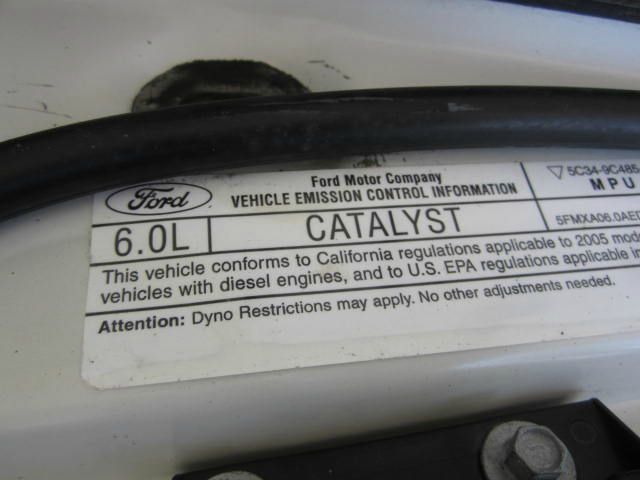 Ford
Ford Motor Company
VEHICLE EMISSION CONTROL INFORMATION
5C34-9C485
MPU
6.0L
CATALYST
5FMXA06.0AE
This vehicle conforms to California regulations applicable to 2005
vehicles with diesel engines, and to U.S. EPA regulations applicable
Attention: Dyno Restrictions may apply. No other adjustments needed.